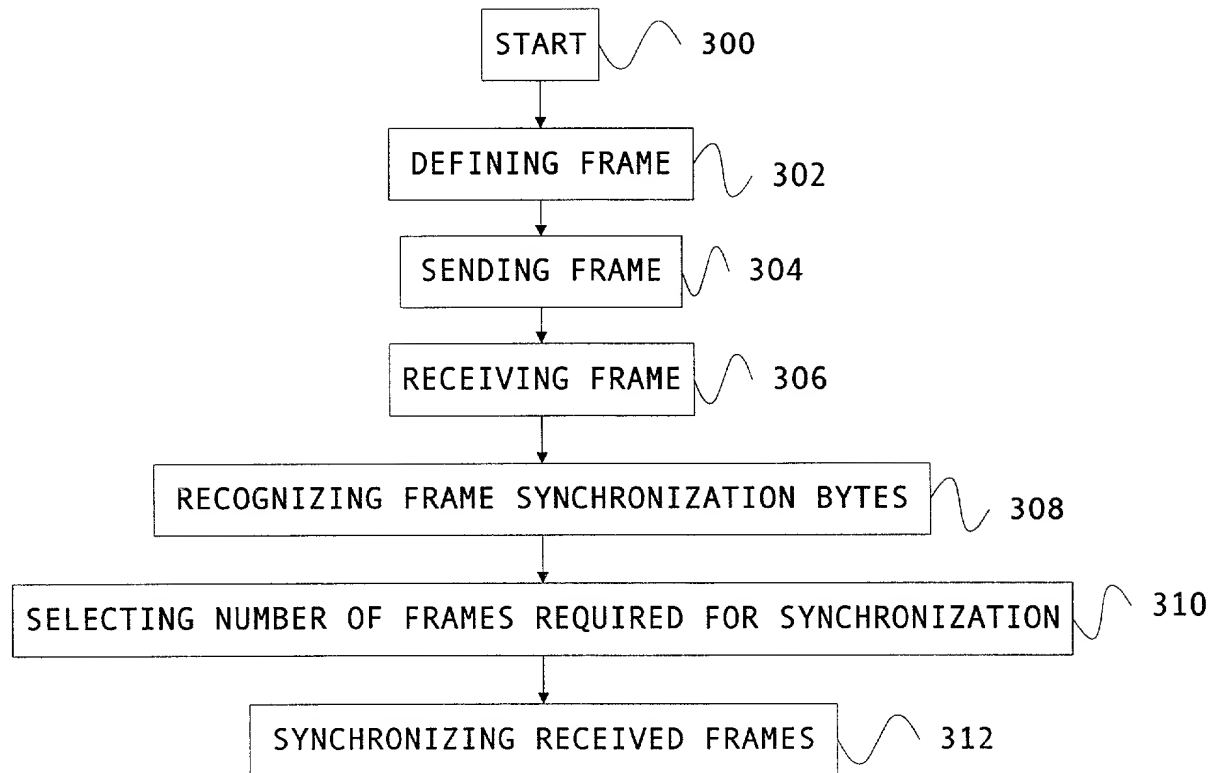 START 300
DEFINING FRAME 302
SENDING FRAME 304
RECEIVING FRAME 306
RECOGNIZING FRAME SYNCHRONIZATION BYTES 308
SELECTING NUMBER OF FRAMES REQUIRED FOR SYNCHRONIZATION 310
SYNCHRONIZING RECEIVED FRAMES 312